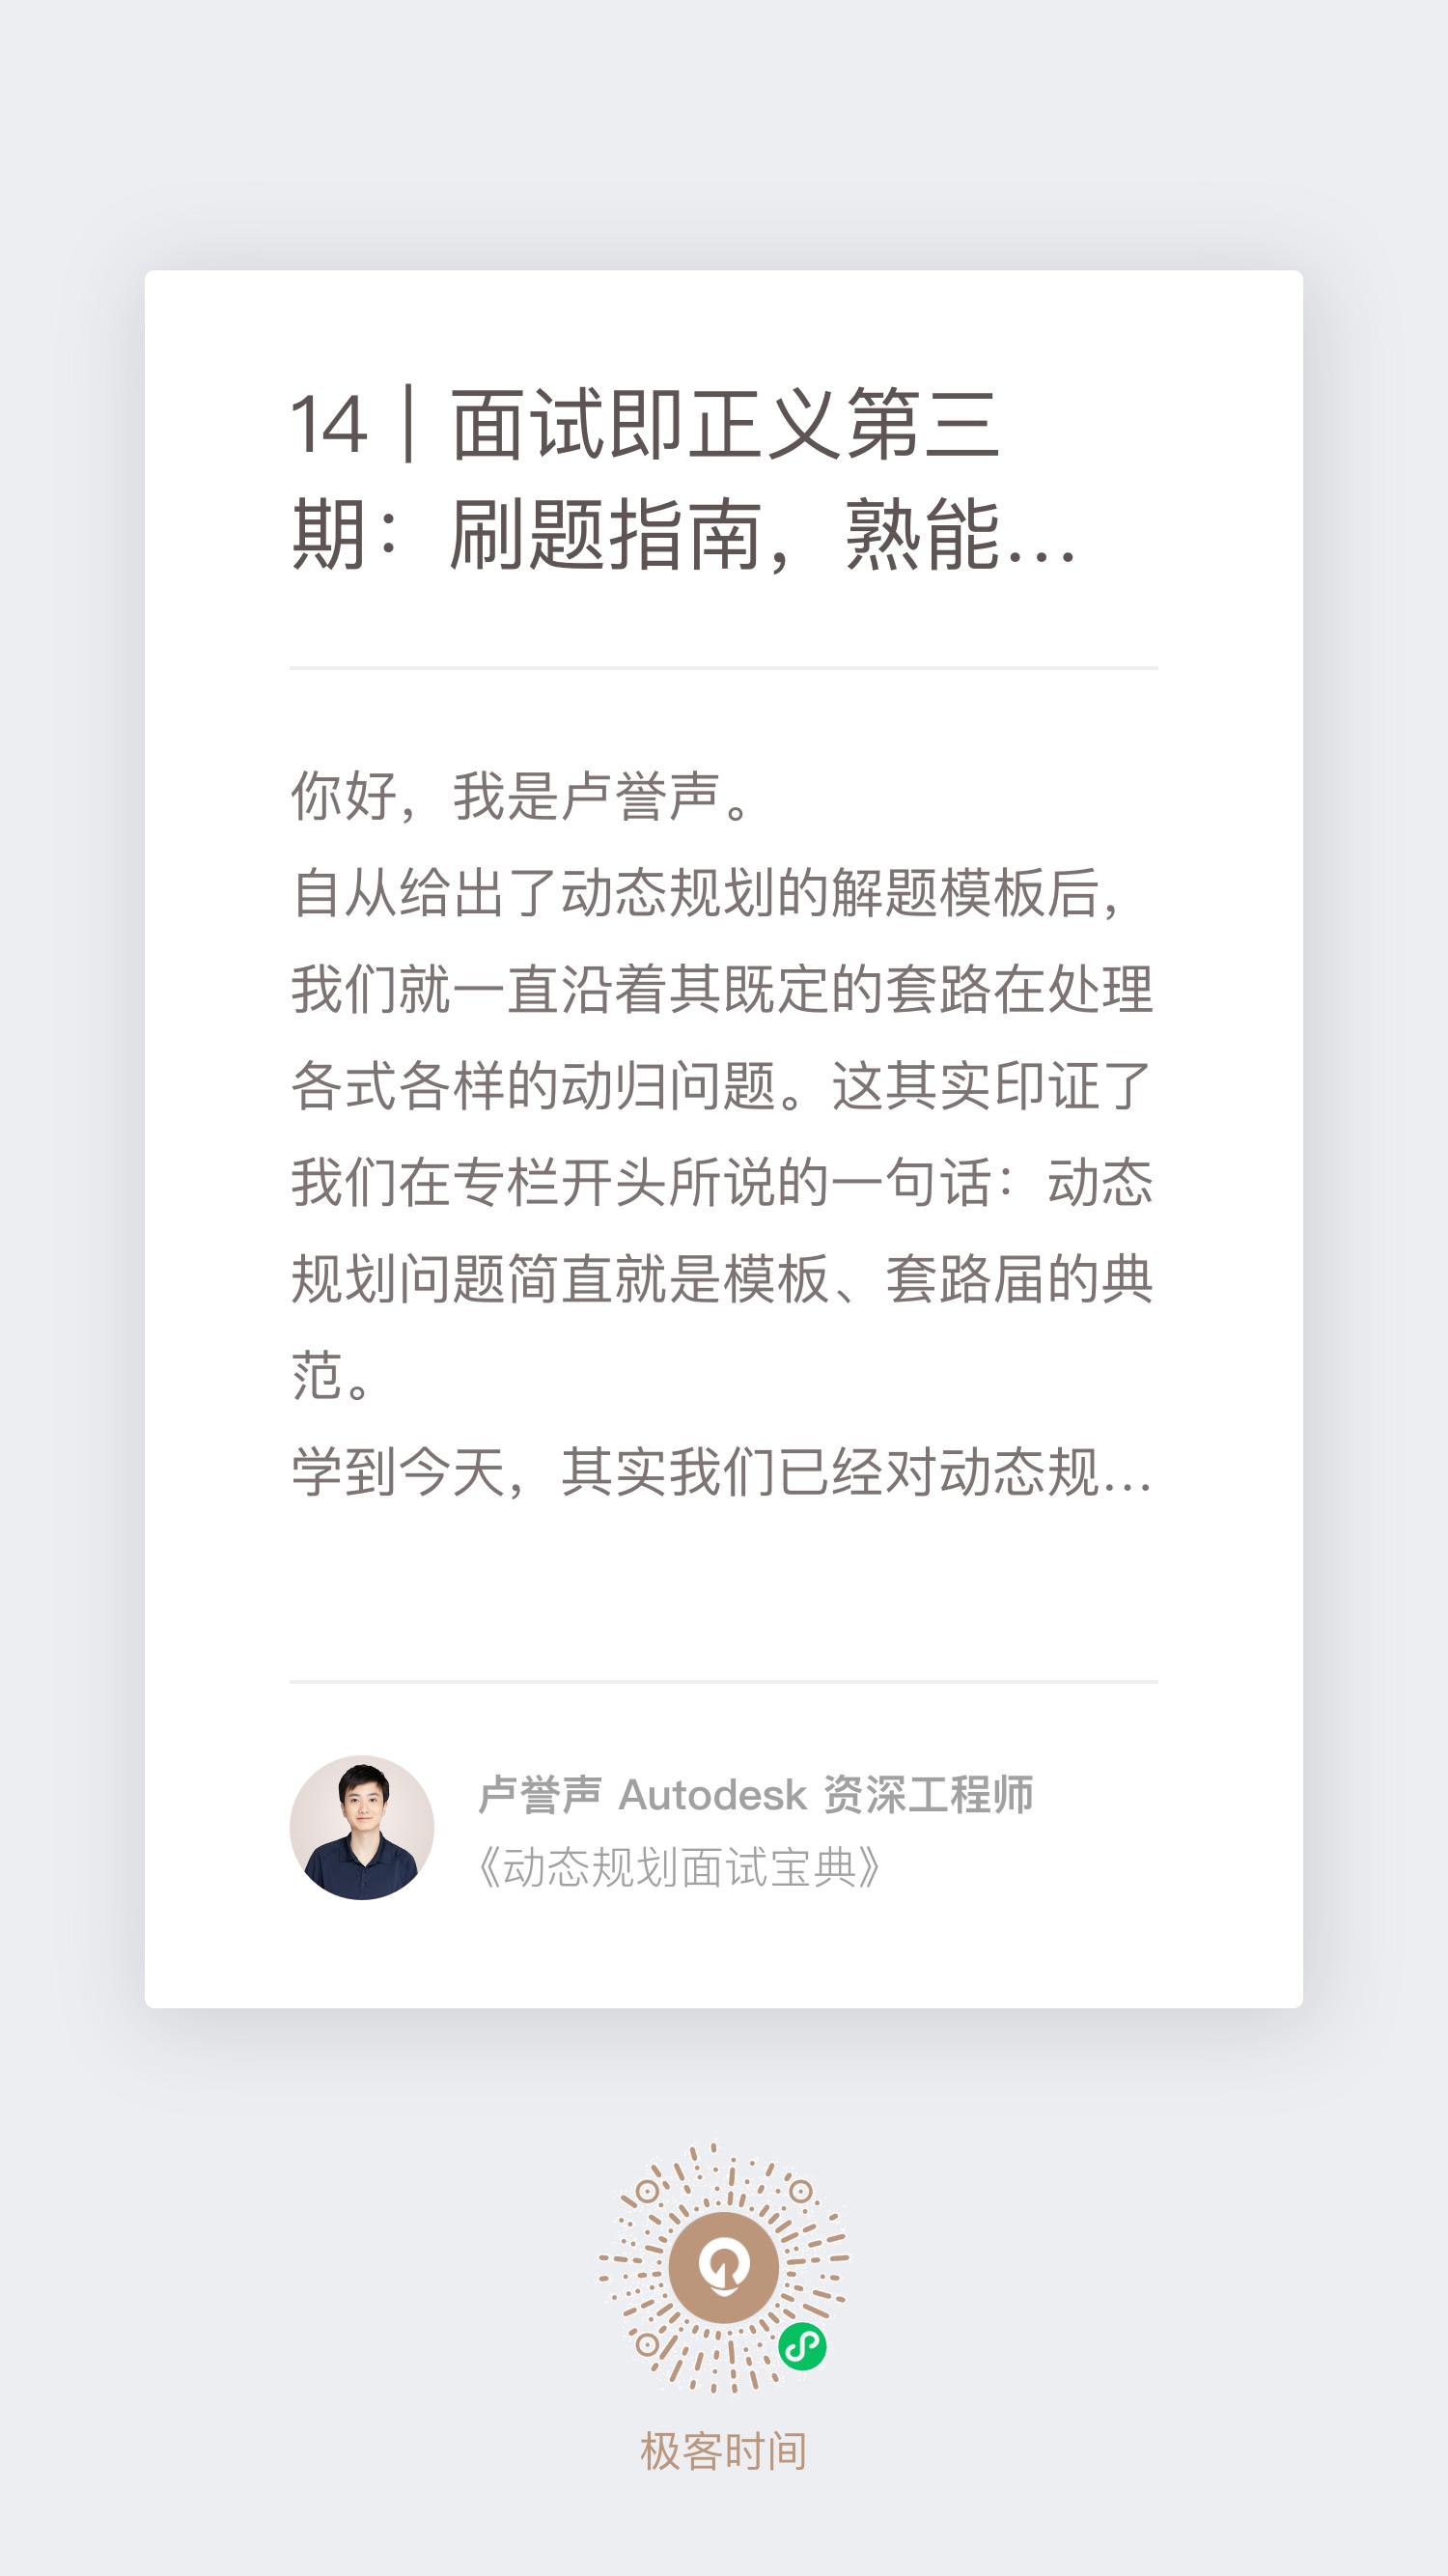 14｜面试即正义第三
期：刷题指南，熟能...
你好，我是卢誉声。
自从给出了动态规划的解题模板后，
我们就一直沿着其既定的套路在处理
各式各样的动归问题。这其实印证了
我们在专栏开头所说的一句话：动态
规划问题简直就是模板、套路届的典
范。
学到今天，其实我们已经对动态规...
卢誉声 Autodesk 资深工程师
《动态规划面试宝典》
极客时间